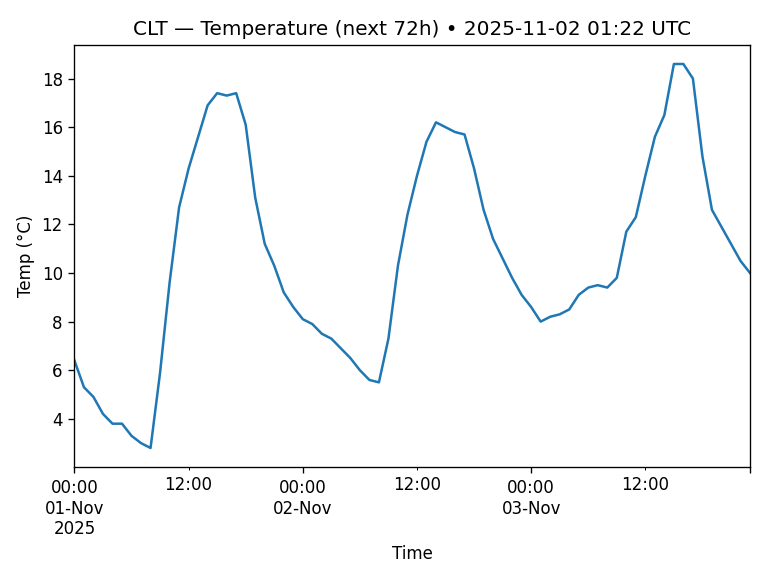 CLT — Temperature (next 72h) • 2025-11-02 01:22 UTC
Temp (°C)
18
16
14
12
10
8
6
4
00:00 12:00 00:00 12:00 00:00 12:00
01-Nov 02-Nov 03-Nov
2025
Time